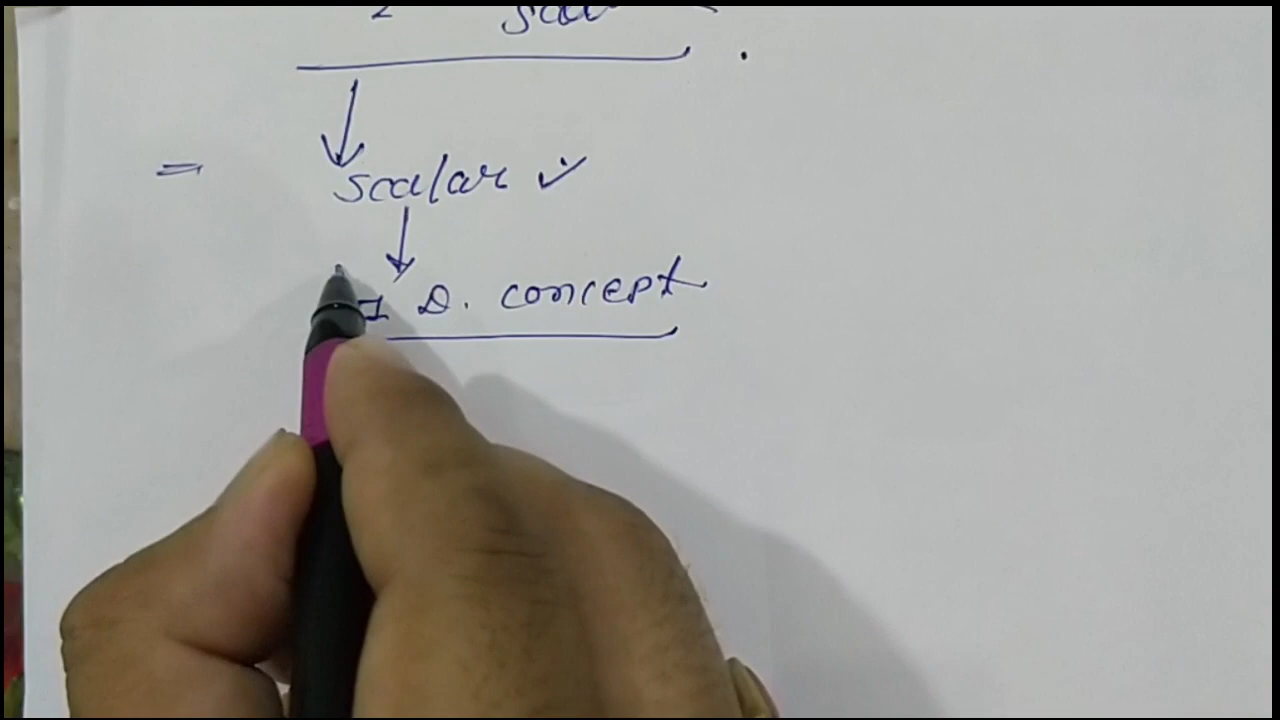 =
scalar ✓
I D. concept